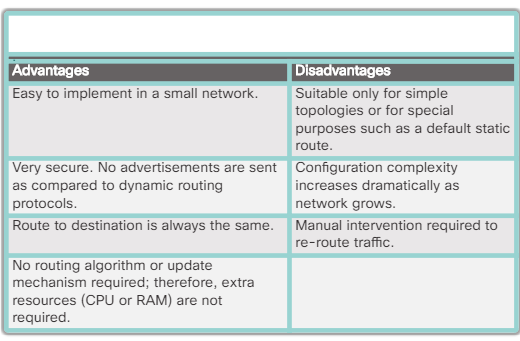 Advantages
Disadvantages
Easy to implement in a small network.
Suitable only for simple
topologies or for special
purposes such as a default static
route.
Very secure. No advertisements are sent
as compared to dynamic routing
protocols.
Configuration complexity
increases dramatically as
network grows.
Route to destination is always the same.
Manual intervention required to
re-route traffic.
No routing algorithm or update
mechanism required; therefore, extra
resources (CPU or RAM) are not
required.